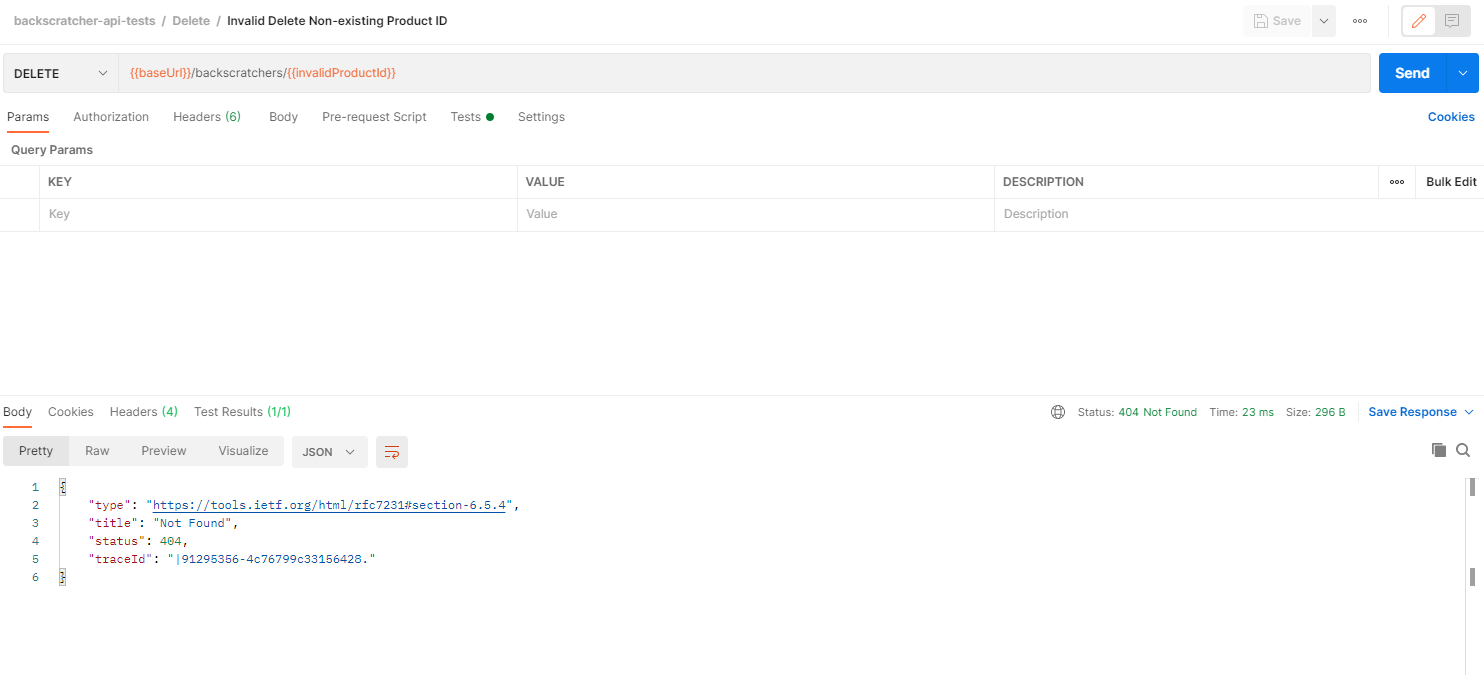 backscratcher-api-tests / Delete / Invalid Delete Non-existing Product ID Save
DELETE {{baseUrl}}/backscratchers/{{invalidProductId}} Send
Params Authorization Headers (6) Body Pre-request Script Tests Settings Cookies
Query Params
KEY VALUE DESCRIPTION Bulk Edit
Key Value Description
Body Cookies Headers (4) Test Results (1/1) Status: 404 Not Found Time: 23 ms Size: 296 B Save Response
Pretty Raw Preview Visualize JSON
1 {
2 "type": "https://tools.ietf.org/html/rfc7231#section-6.5.4",
3 "title": "Not Found",
4 "status": 404,
5 "traceId": "|91295356-4c76799c33156428."
6 }